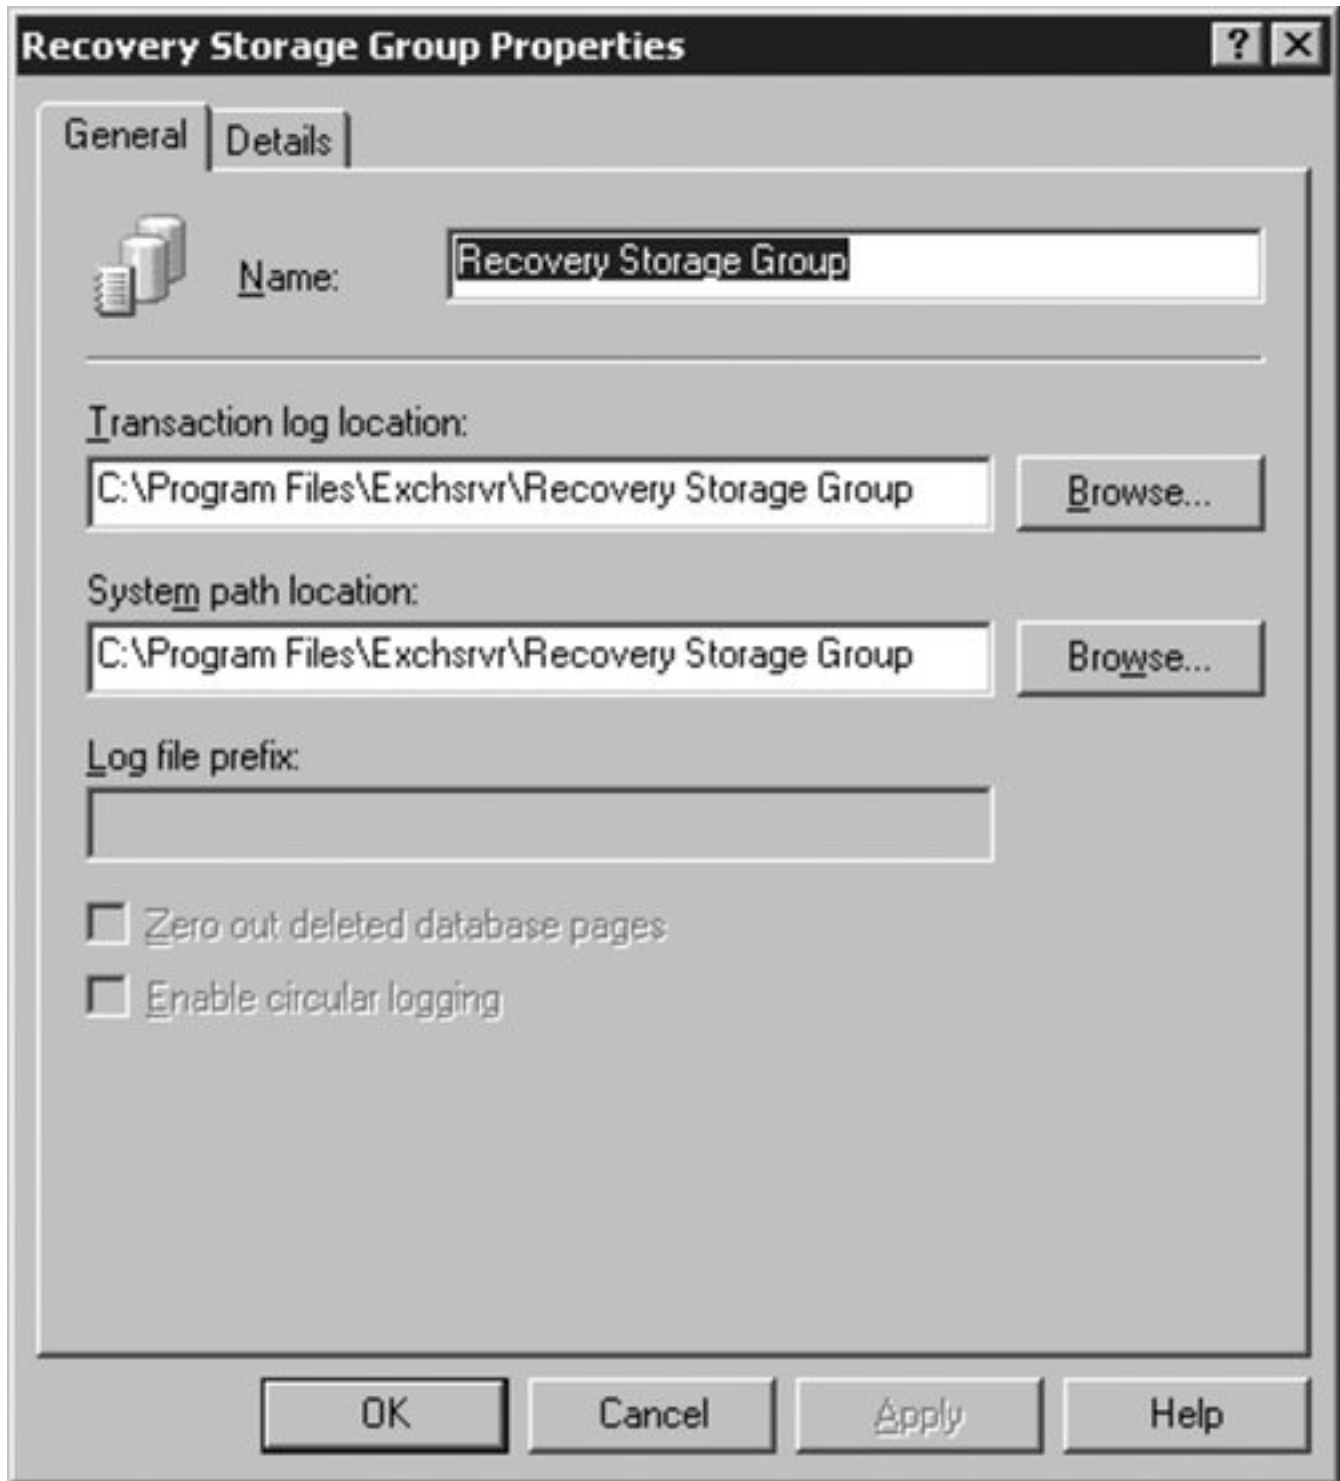 Recovery Storage Group Properties
General
Details
Name:
Recovery Storage Group
Transaction log location:
C:\Program Files\Exchsrvr\Recovery Storage Group
Browse...
System path location:
C:\Program Files\Exchsrvr\Recovery Storage Group
Browse...
Log file prefix:
Zero out deleted database pages
Enable circular logging
OK
Cancel
Apply
Help